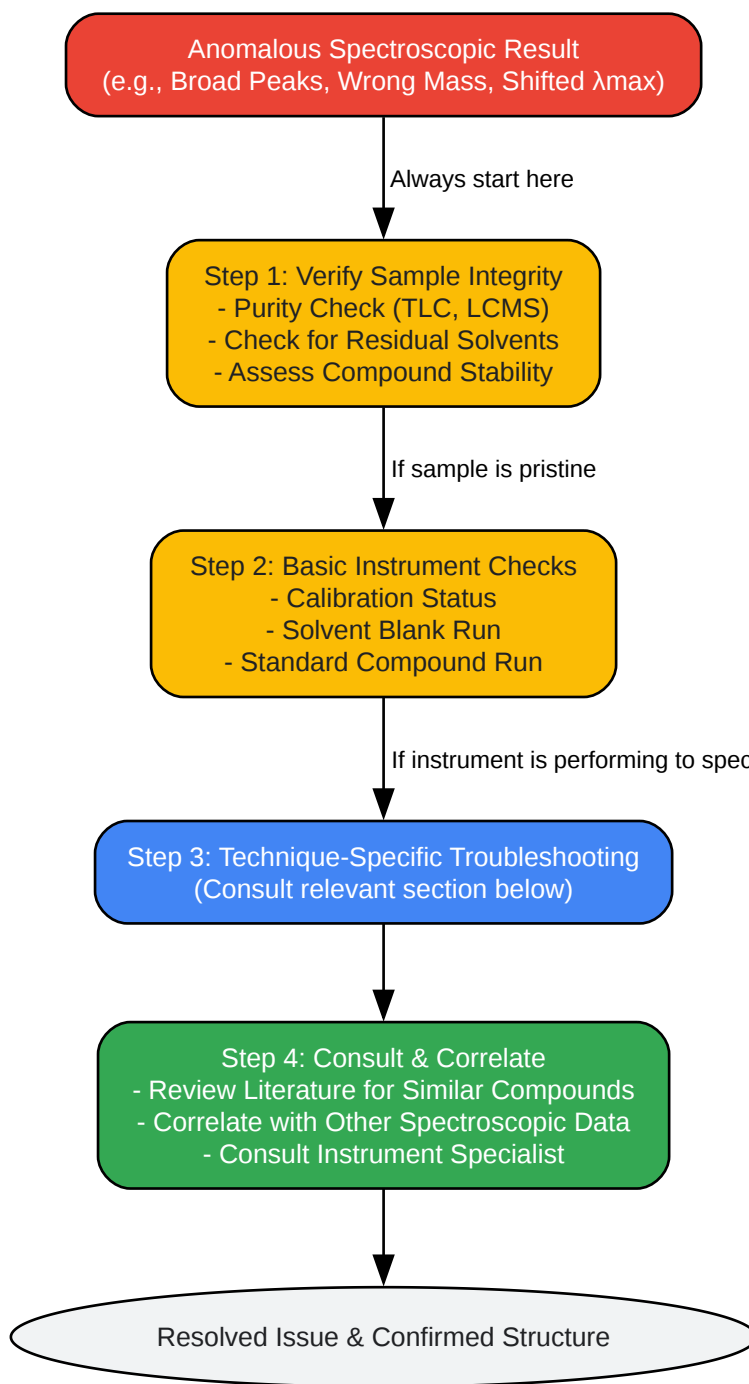 Anomalous Spectroscopic Result
(e.g., Broad Peaks, Wrong Mass, Shifted λmax)
Always start here
Step 1: Verify Sample Integrity
- Purity Check (TLC, LCMS)
- Check for Residual Solvents
- Assess Compound Stability
If sample is pristine
Step 2: Basic Instrument Checks
- Calibration Status
- Solvent Blank Run
- Standard Compound Run
If instrument is performing to spec
Step 3: Technique-Specific Troubleshooting
(Consult relevant section below)
Step 4: Consult & Correlate
- Review Literature for Similar Compounds
- Correlate with Other Spectroscopic Data
- Consult Instrument Specialist
Resolved Issue & Confirmed Structure